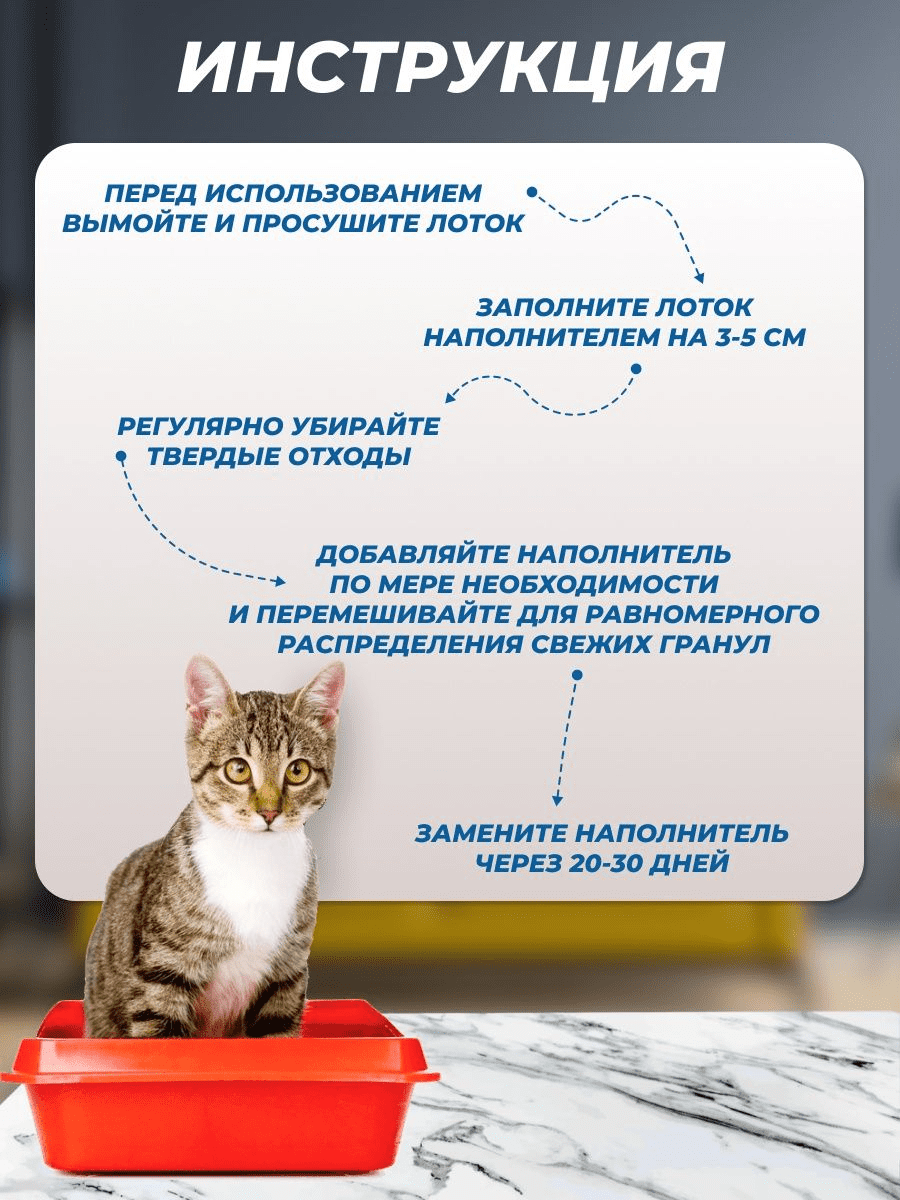 ИНСТРУКЦИЯ
ПЕРЕД ИСПОЛЬЗОВАНИЕМ
ВЫМОЙТЕ И ПРОСУШИТЕ ЛОТОК
ЗАПОЛНИТЕ ЛОТОК
НАПОЛНИТЕЛЕМ НА 3-5 СМ
РЕГУЛЯРНО УБИРАЙТЕ
ТВЕРДЫЕ ОТХОДЫ
ДОБАВЛЯЙТЕ НАПОЛНИТЕЛЬ
ПО МЕРЕ НЕОБХОДИМОСТИ
И ПЕРЕМЕШИВАЙТЕ ДЛЯ РАВНОМЕРНОГО
РАСПРЕДЕЛЕНИЯ СВЕЖИХ ГРАНУЛ
ЗАМЕНИТЕ НАПОЛНИТЕЛЬ
ЧЕРЕЗ 20-30 ДНЕЙ